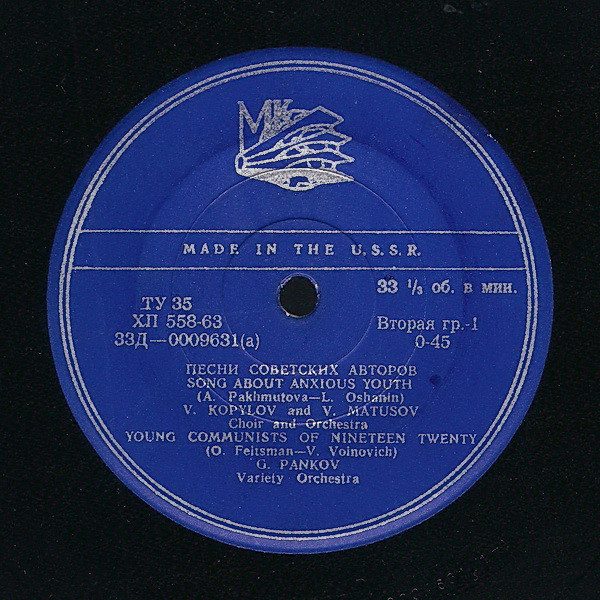 МК
MADE IN THE U.S.S.R.
33 ⅓ об. в мин.
ТУ 35
ХП 558-63
33Д—0009631(а)
Вторая гр.-1
0-45
ПЕСНИ СОВЕТСКИХ АВТОРОВ
SONG ABOUT ANXIOUS YOUTH
(A. Pakhmutova—L. Oshanin)
V. KOPYLOV and V. MATUSOV
Choir and Orchestra
YOUNG COMMUNISTS OF NINETEEN TWENTY
(O. Feitsman—V. Voinovich)
G. PANKOV
Variety Orchestra